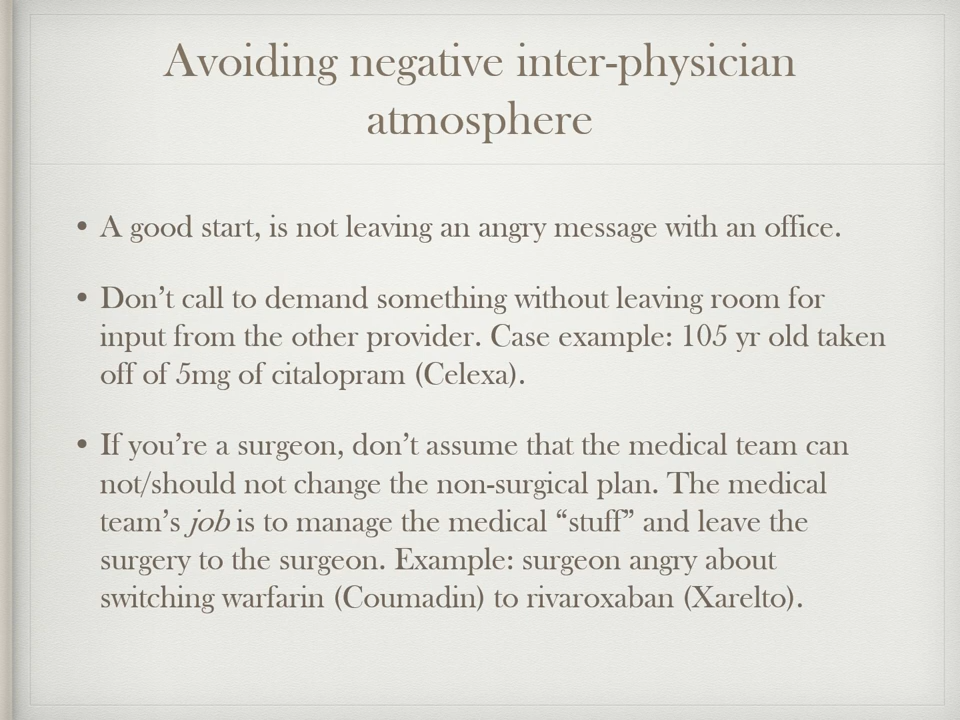 Avoiding negative inter-physician
atmosphere
• A good start, is not leaving an angry message with an office.
• Don’t call to demand something without leaving room for
input from the other provider. Case example: 105 yr old taken
off of 5mg of citalopram (Celexa).
• If you’re a surgeon, don’t assume that the medical team can
not/should not change the non-surgical plan. The medical
team’s job is to manage the medical “stuff” and leave the
surgery to the surgeon. Example: surgeon angry about
switching warfarin (Coumadin) to rivaroxaban (Xarelto).